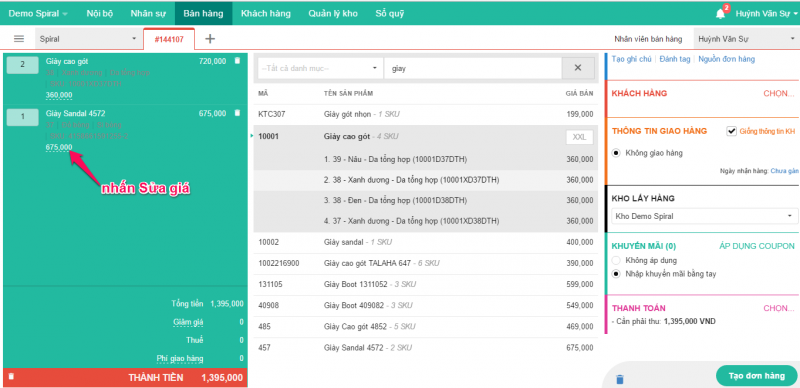 Demo Spiral Nội bộ Nhân sự Bán hàng Khách hàng Quản lý kho Sổ quỹ 2 Huỳnh Văn Sự
Spiral #144107 + Nhân viên bán hàng Huỳnh Văn Sự
2 Giày cao gót 720,000
360,000
1 Giày Sandal 4572 675,000
675,000
nhấn Sửa giá
Tổng tiền 1,395,000
Giảm giá 0
Thuế 0
Phí giao hàng 0
THÀNH TIỀN 1,395,000
--Tất cả danh mục-- giay
MÃ TÊN SẢN PHẨM GIÁ BÁN
KTC307 Giày gót nhọn - 1 SKU 199,000
10001 Giày cao gót - 4 SKU XXL
1. 39 - Nâu - Da tổng hợp (10001D37DTH) 360,000
2. 38 - Xanh dương - Da tổng hợp (10001XD37DTH) 360,000
3. 38 - Đen - Da tổng hợp (10001XD38DTH) 360,000
4. 37 - Xanh dương - Da tổng hợp (10001XD38DTH) 360,000
10002 Giày sandal - 1 SKU 400,000
1002216900 Giày cao gót TALAHA 647 - 6 SKU 390,000
131105 Giày Boot 1311052 - 3 SKU 599,000
40908 Giày Boot 409082 - 3 SKU 549,000
485 Giày Cao gót 4852 - 5 SKU 469,000
457 Giày Sandal 4572 - 2 SKU 675,000
Tạo ghi chú Đánh tag Nguồn đơn hàng
KHÁCH HÀNG CHỌN...
THÔNG TIN GIAO HÀNG Giống thông tin KH
Không giao hàng
Ngày nhận hàng: Chưa gán
KHO LẤY HÀNG
Kho Demo Spiral
KHUYẾN MÃI (0) ÁP DỤNG COUPON
Không áp dụng
Nhập khuyến mãi bằng tay
THANH TOÁN CHỌN...
- Cần phải thu: 1,395,000 VND
Tạo đơn hàng